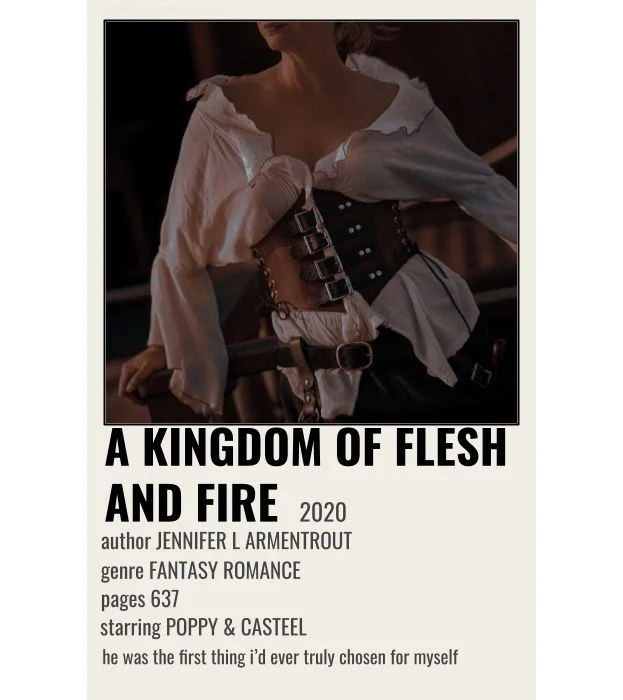 A KINGDOM OF FLESH
AND FIRE 2020
author JENNIFER L ARMENTROUT
genre FANTASY ROMANCE
pages 637
starring POPPY & CASTEEL
he was the first thing i'd ever truly chosen for myself